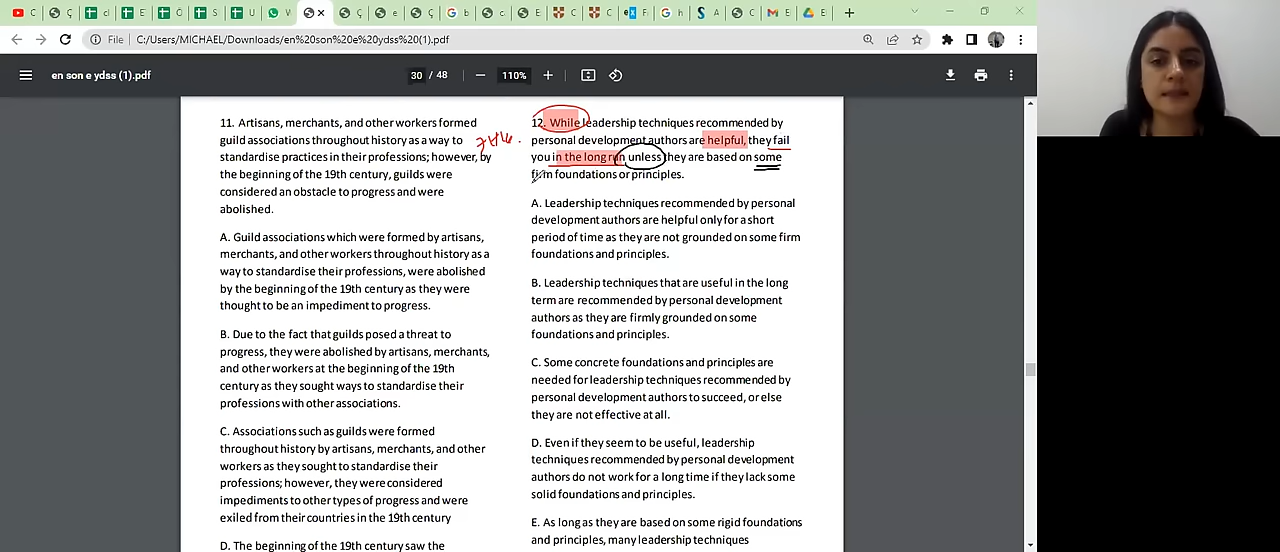 File
C:/Users/MICHAEL/Downloads/en%20son%20e%20ydss%20(1).pdf
en son e ydss (1).pdf
30 / 48
110%
11. Artisans, merchants, and other workers formed
guild associations throughout history as a way to
standardise practices in their professions; however, by
the beginning of the 19th century, guilds were
considered an obstacle to progress and were
abolished.
A. Guild associations which were formed by artisans,
merchants, and other workers throughout history as a
way to standardise their professions, were abolished
by the beginning of the 19th century as they were
thought to be an impediment to progress.
B. Due to the fact that guilds posed a threat to
progress, they were abolished by artisans, merchants,
and other workers at the beginning of the 19th
century as they sought ways to standardise their
professions with other associations.
C. Associations such as guilds were formed
throughout history by artisans, merchants, and other
workers as they sought to standardise their
professions; however, they were considered
impediments to other types of progress and were
exiled from their countries in the 19th century
D. The beginning of the 19th century saw the
12. While leadership techniques recommended by
personal development authors are helpful, they fail
you in the long run unless they are based on some
firm foundations or principles.
A. Leadership techniques recommended by personal
development authors are helpful only for a short
period of time as they are not grounded on some firm
foundations and principles.
B. Leadership techniques that are useful in the long
term are recommended by personal development
authors as they are firmly grounded on some
foundations and principles.
C. Some concrete foundations and principles are
needed for leadership techniques recommended by
personal development authors to succeed, or else
they are not effective at all.
D. Even if they seem to be useful, leadership
techniques recommended by personal development
authors do not work for a long time if they lack some
solid foundations and principles.
E. As long as they are based on some rigid foundations
and principles, many leadership techniques